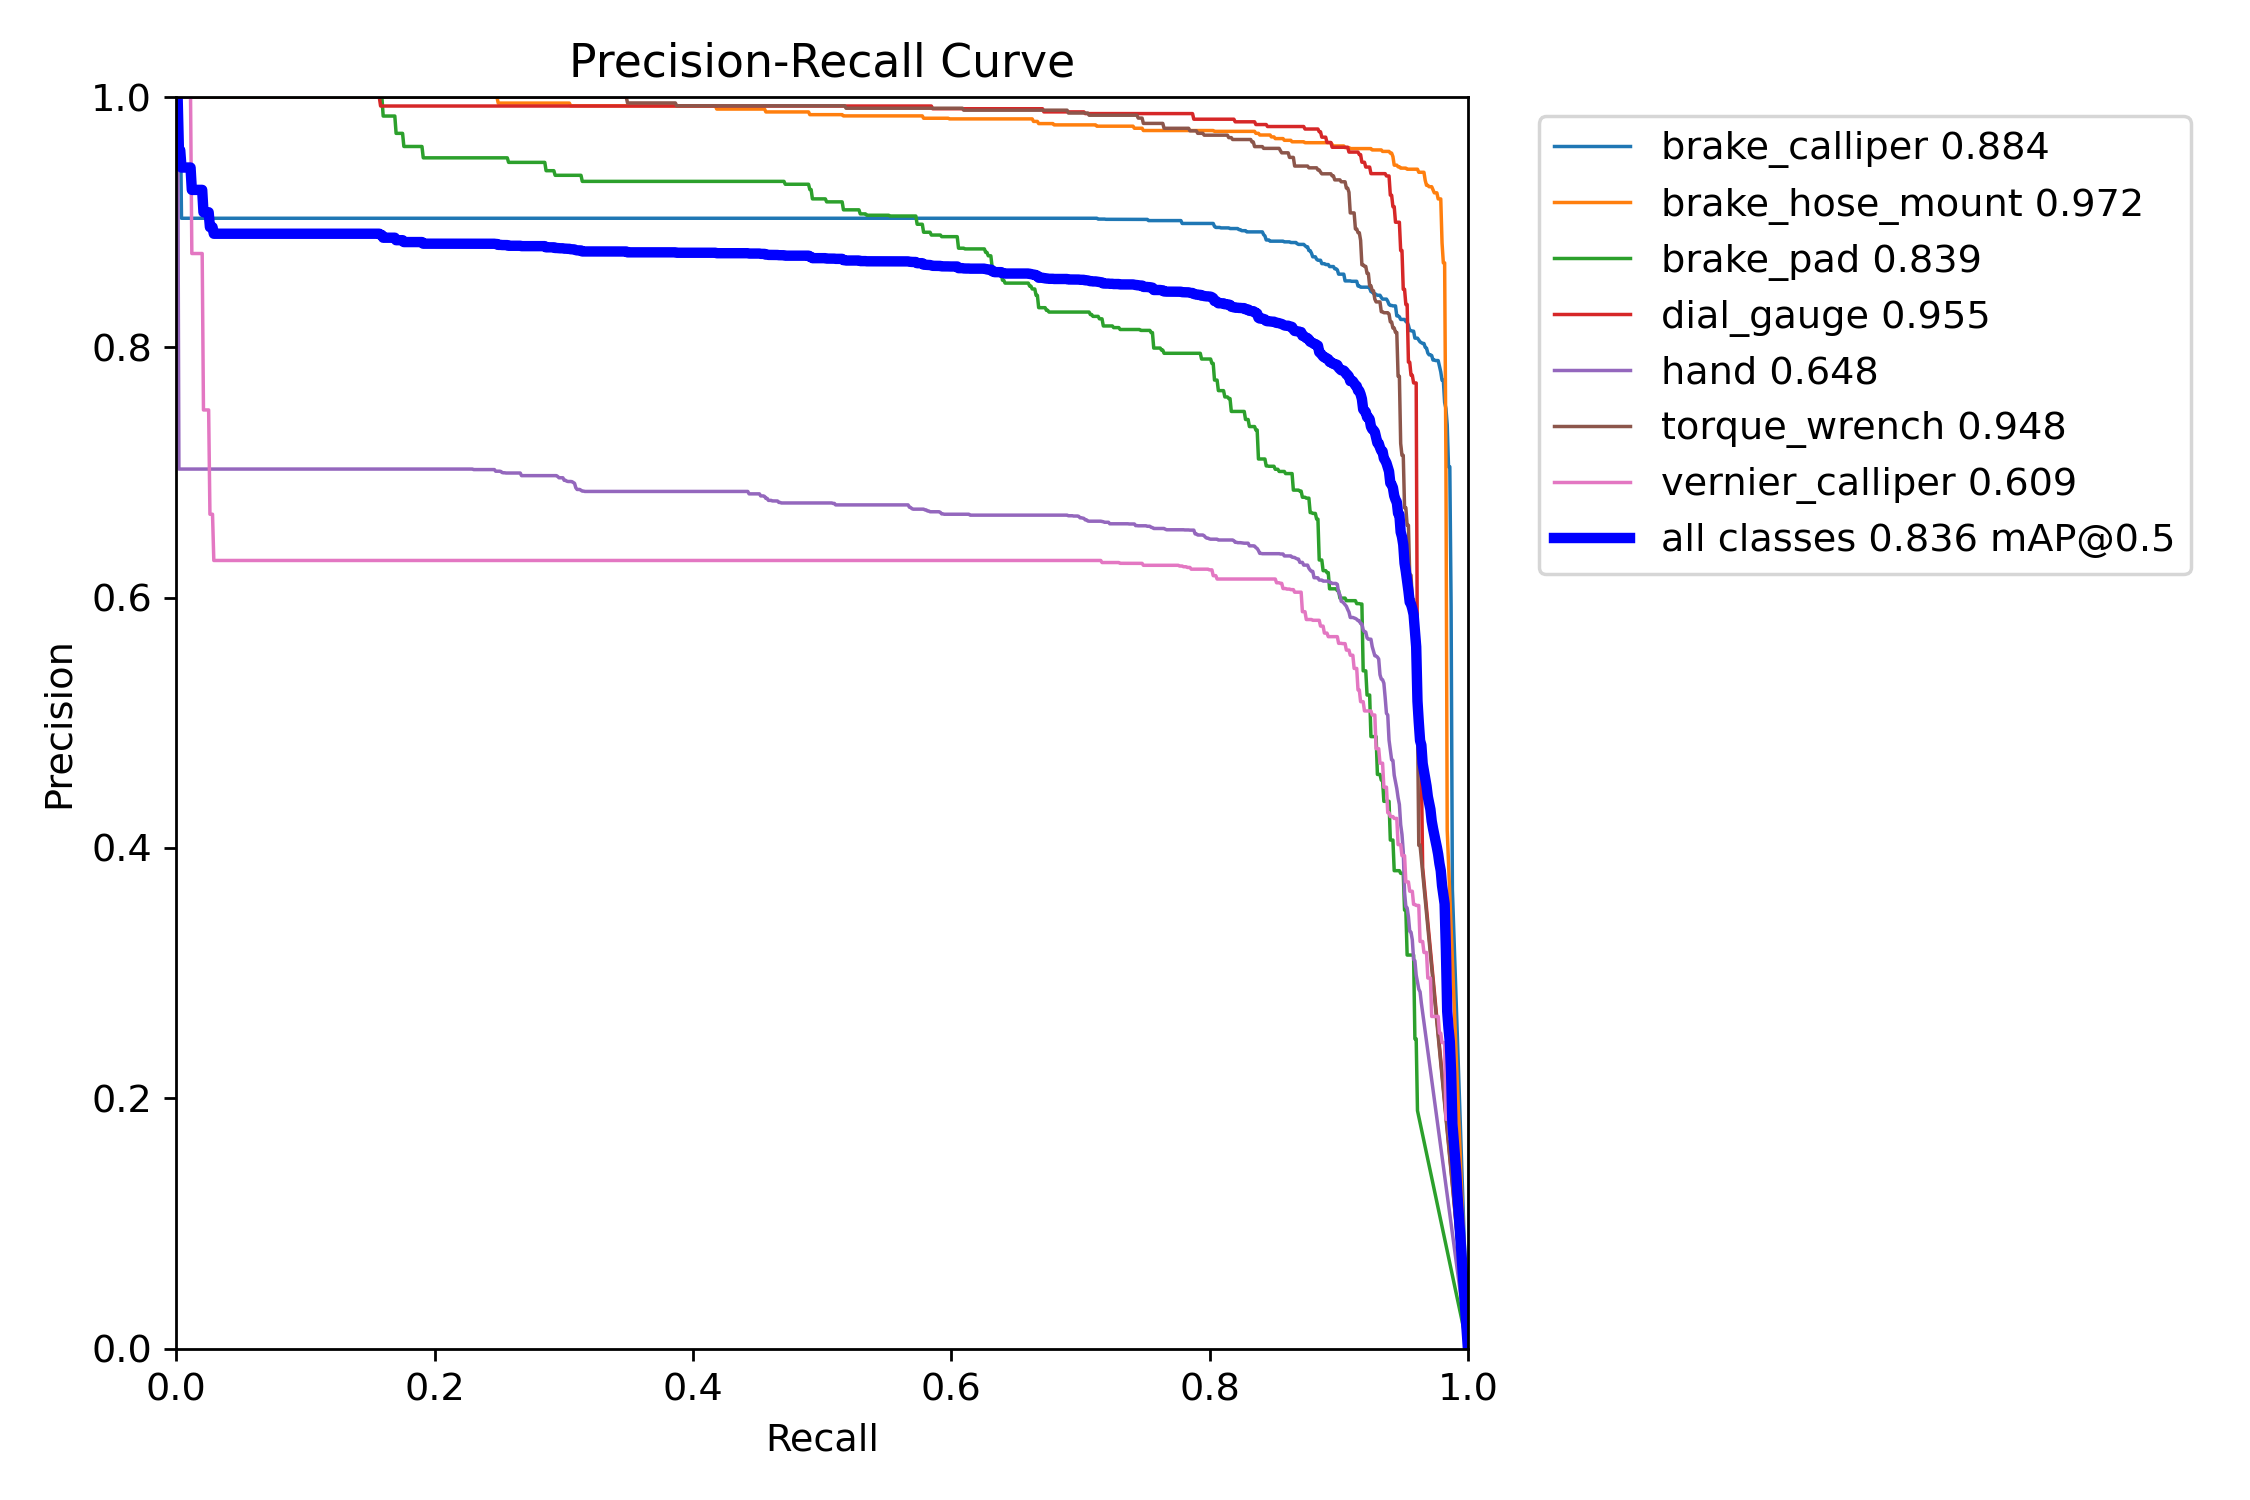 Precision-Recall Curve
1.0
0.8
0.6
0.4
0.2
0.0
Precision
0.0 0.2 0.4 0.6 0.8 1.0
Recall
brake_calliper 0.884
brake_hose_mount 0.972
brake_pad 0.839
dial_gauge 0.955
hand 0.648
torque_wrench 0.948
vernier_calliper 0.609
all classes 0.836 mAP@0.5